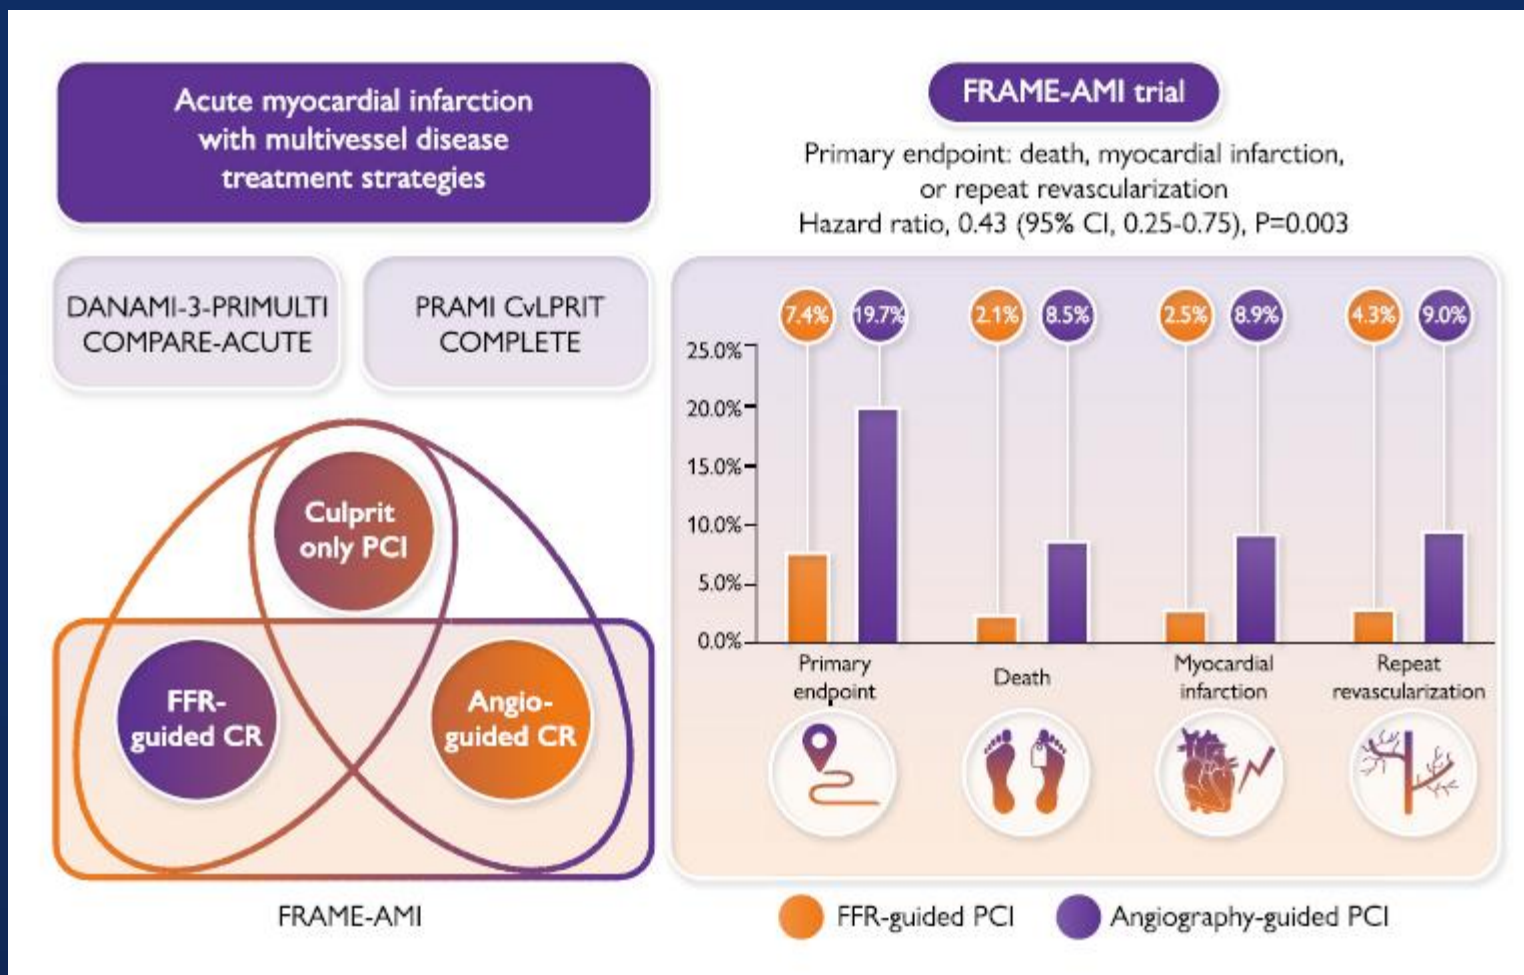 Acute myocardial infarction
with multivessel disease
treatment strategies
DANAMI-3-PRIMULTI
COMPARE-ACUTE
PRAMI CvLPRIT
COMPLETE
Culprit
only PCI
FFR-
guided CR
Angio-
guided CR
FRAME-AMI
FRAME-AMI trial
Primary endpoint: death, myocardial infarction,
or repeat revascularization
Hazard ratio, 0.43 (95% CI, 0.25-0.75), P=0.003
7.4% 19.7% 2.1% 8.5% 2.5% 8.9% 4.3% 9.0%
25.0%
20.0%
15.0%
10.0%
5.0%
0.0%
Primary
endpoint
Death
Myocardial
infarction
Repeat
revascularization
FFR-guided PCI
Angiography-guided PCI